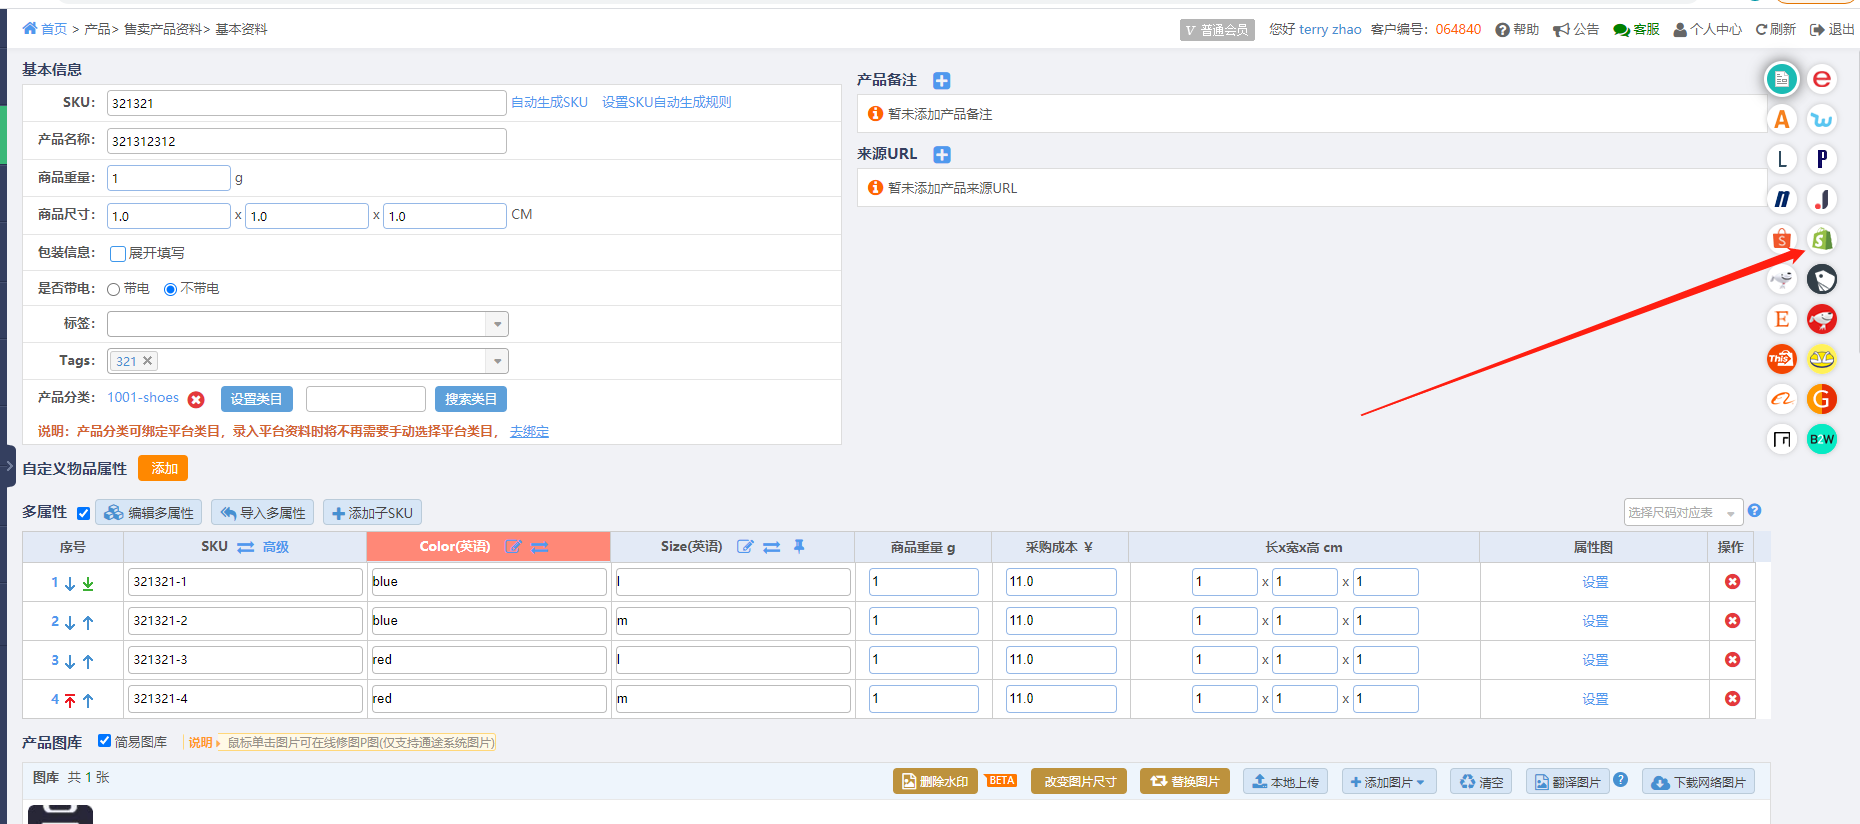 首页 > 产品> 售卖产品资料> 基本资料
V 普通会员 您好 terry zhao 客户编号: 064840 帮助 公告 客服 个人中心 刷新 退出
基本信息
SKU: 321321 自动生成SKU 设置SKU自动生成规则
产品名称: 321312312
商品重量: 1 g
商品尺寸: 1.0 x 1.0 x 1.0 CM
包装信息: 展开填写
是否带电: 带电 不带电
标签:
Tags: 321
产品分类: 1001-shoes 设置类目 搜索类目
说明：产品分类可绑定平台类目，录入平台资料时将不再需要手动选择平台类目， 去绑定
产品备注
暂未添加产品备注
来源URL
暂未添加产品来源URL
e
A
L P
n J
S S
E
This
G
B2W
自定义物品属性 添加
多属性 编辑多属性 导入多属性 添加子SKU 选择尺码对应表
序号 SKU 高级 Color(英语) Size(英语) 商品重量 g 采购成本 ¥ 长x宽x高 cm 属性图 操作
1 321321-1 blue l 1 11.0 1 x 1 x 1 设置
2 321321-2 blue m 1 11.0 1 x 1 x 1 设置
3 321321-3 red l 1 11.0 1 x 1 x 1 设置
4 321321-4 red m 1 11.0 1 x 1 x 1 设置
产品图库 简易图库 说明 鼠标单击图片可在线修图P图(仅支持通途系统图片)
图库 共 1 张 删除水印 BETA 改变图片尺寸 替换图片 本地上传 添加图片 清空 翻译图片 下载网络图片